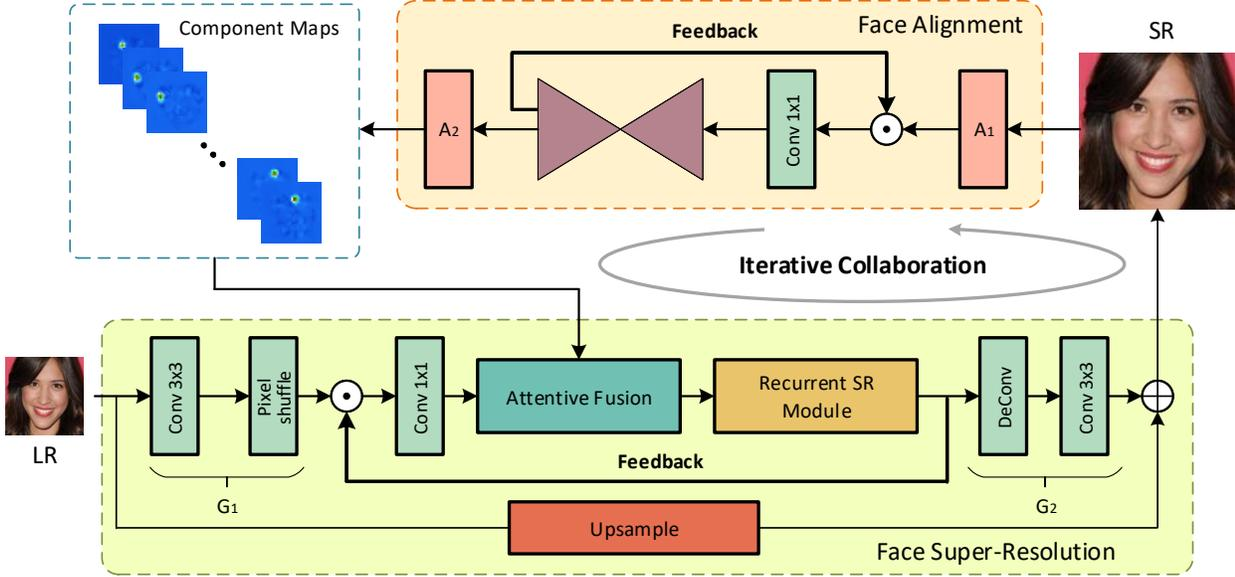 Component Maps
Feedback
Face Alignment
SR
A2
Conv 1x1
A1
Iterative Collaboration
LR
Conv 3x3
Pixel
shuffle
Conv 1x1
Attentive Fusion
Recurrent SR
Module
DeConv
Conv 3x3
Feedback
G1
G2
Upsample
Face Super-Resolution